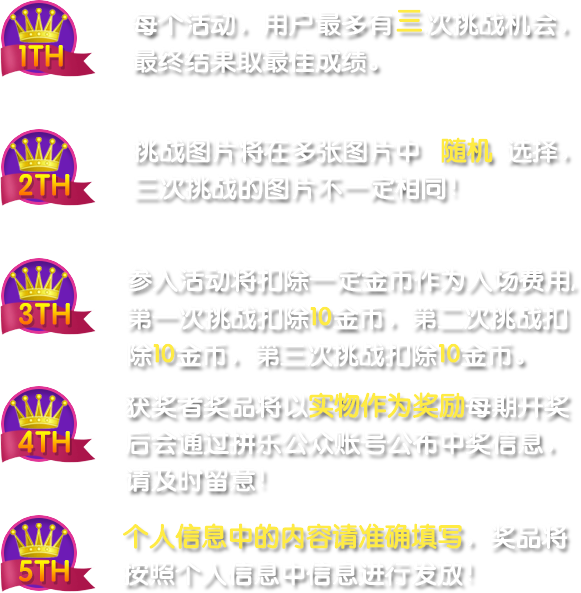 1TH
每个活动，用户最多有三次挑战机会，
最终结果取最佳成绩。
2TH
挑战图片将在多张图片中 随机 选择，
三次挑战的图片不一定相同！
3TH
参入活动将扣除一定金币作为入场费用，
第一次挑战扣除10金币，第二次挑战扣
除10金币，第三次挑战扣除10金币。
4TH
获奖者奖品将以实物作为奖励每期开奖
后会通过拼乐公众账号公布中奖信息，
请及时留意！
5TH
个人信息中的内容请准确填写，奖品将
按照个人信息中信息进行发放！